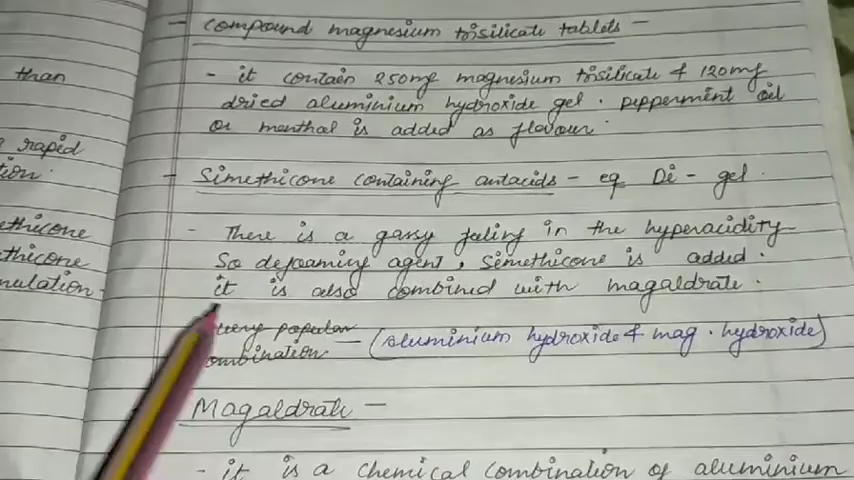 than
rapid
ethicone
ethicone
mulation-
- compound magnesium trisilicate tablets -
- it contain 250mg magnesium trisilicate & 120mg
dried aluminium hydroxide gel. peppermint oil
or menthal is added as flavour.
- Simethicone containing antacids - eg Di-gel.
- There is a gassy feeling in the hyperacidity
So defoaming agent, simethicone is added.
it is also combined with magaldrate.
very popular
combination - (aluminium hydroxide & mag. hydroxide)
Magaldrate -
- it is a chemical combination of aluminium